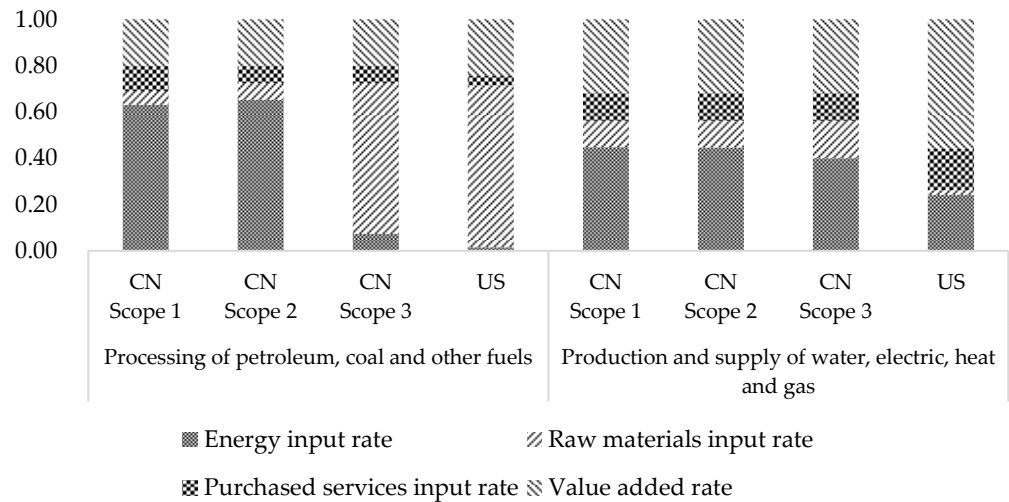 1.00
0.80
0.60
0.40
0.20
0.00
CN Scope 1
CN Scope 2
CN Scope 3
US
CN Scope 1
CN Scope 2
CN Scope 3
US
Processing of petroleum, coal and other fuels
Production and supply of water, electric, heat
and gas
Energy input rate
Raw materials input rate
Purchased services input rate
Value added rate